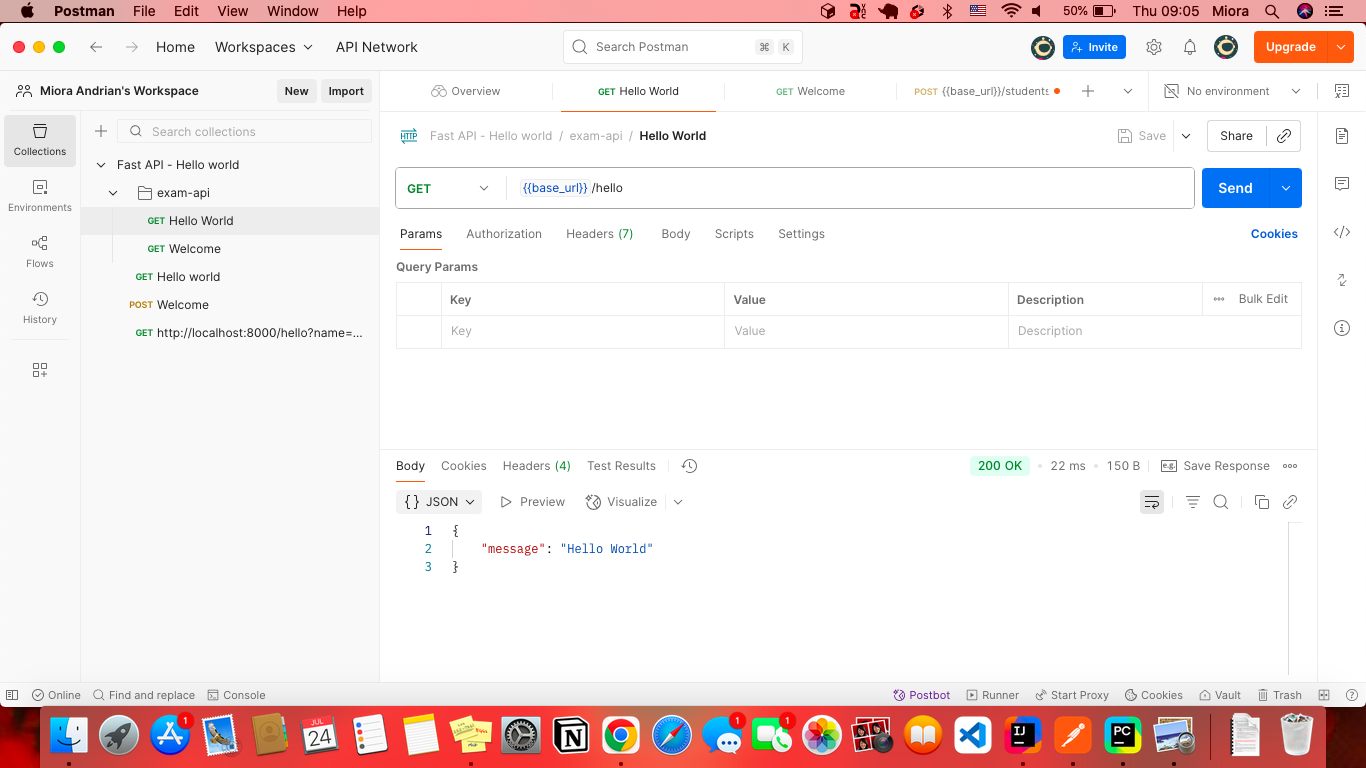 Postman File Edit View Window Help 50% Thu 09:05 Miora
Home Workspaces API Network Search Postman ⌘ K Invite Upgrade
Miora Andrian's Workspace New Import
Overview GET Hello World GET Welcome POST {{base_url}}/students No environment
Collections
Environments
Flows
History
Search collections
Fast API - Hello world
exam-api
GET Hello World
GET Welcome
GET Hello world
POST Welcome
GET http://localhost:8000/hello?name=...
HTTP Fast API - Hello world / exam-api / Hello World Save Share
GET {{base_url}}/hello Send
Params Authorization Headers (7) Body Scripts Settings Cookies
Query Params
Key Value Description Bulk Edit
Key Value Description
Body Cookies Headers (4) Test Results 200 OK 22 ms 150 B e.g. Save Response
{} JSON Preview Visualize
1 {
2 "message": "Hello World"
3 }
Online Find and replace Console Postbot Runner Start Proxy Cookies Vault Trash
1 JUL 24 1 1 IJ PC